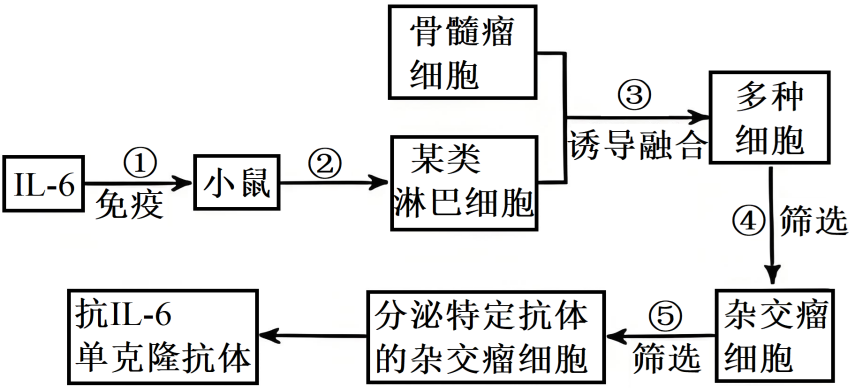 骨髓瘤
细胞
③
诱导融合
多种
细胞
IL-6
①
免疫
小鼠
②
某类
淋巴细胞
④
筛选
杂交瘤
细胞
⑤
筛选
分泌特定抗体
的杂交瘤细胞
抗IL-6
单克隆抗体